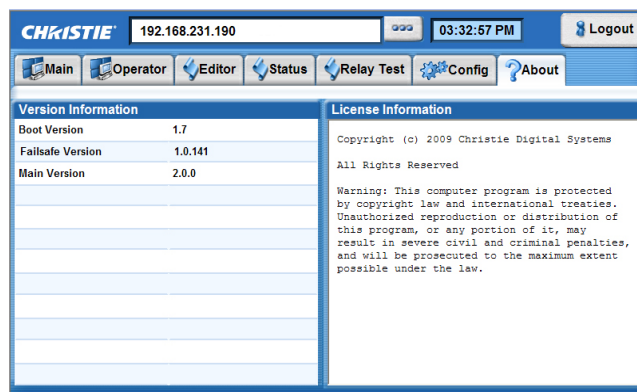 CHRISTIE 192.168.231.190 03:32:57 PM Logout
Main Operator Editor Status Relay Test Config About
Version Information
Boot Version 1.7
Failsafe Version 1.0.141
Main Version 2.0.0
License Information
Copyright (c) 2009 Christie Digital Systems
All Rights Reserved
Warning: This computer program is protected
by copyright law and international treaties.
Unauthorized reproduction or distribution of
this program, or any portion of it, may
result in severe civil and criminal penalties,
and will be prosecuted to the maximum extent
possible under the law.